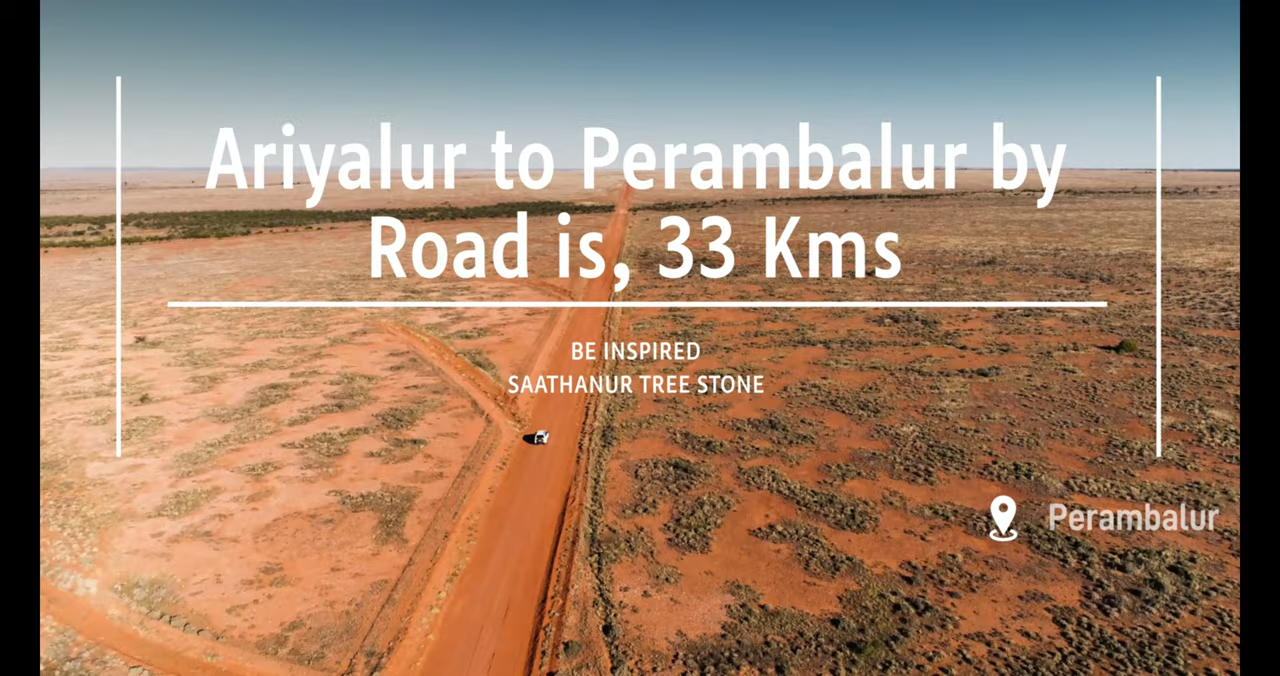 Ariyalur to Perambalur by
Road is, 33 Kms
BE INSPIRED
SAATHANUR TREE STONE
Perambalur